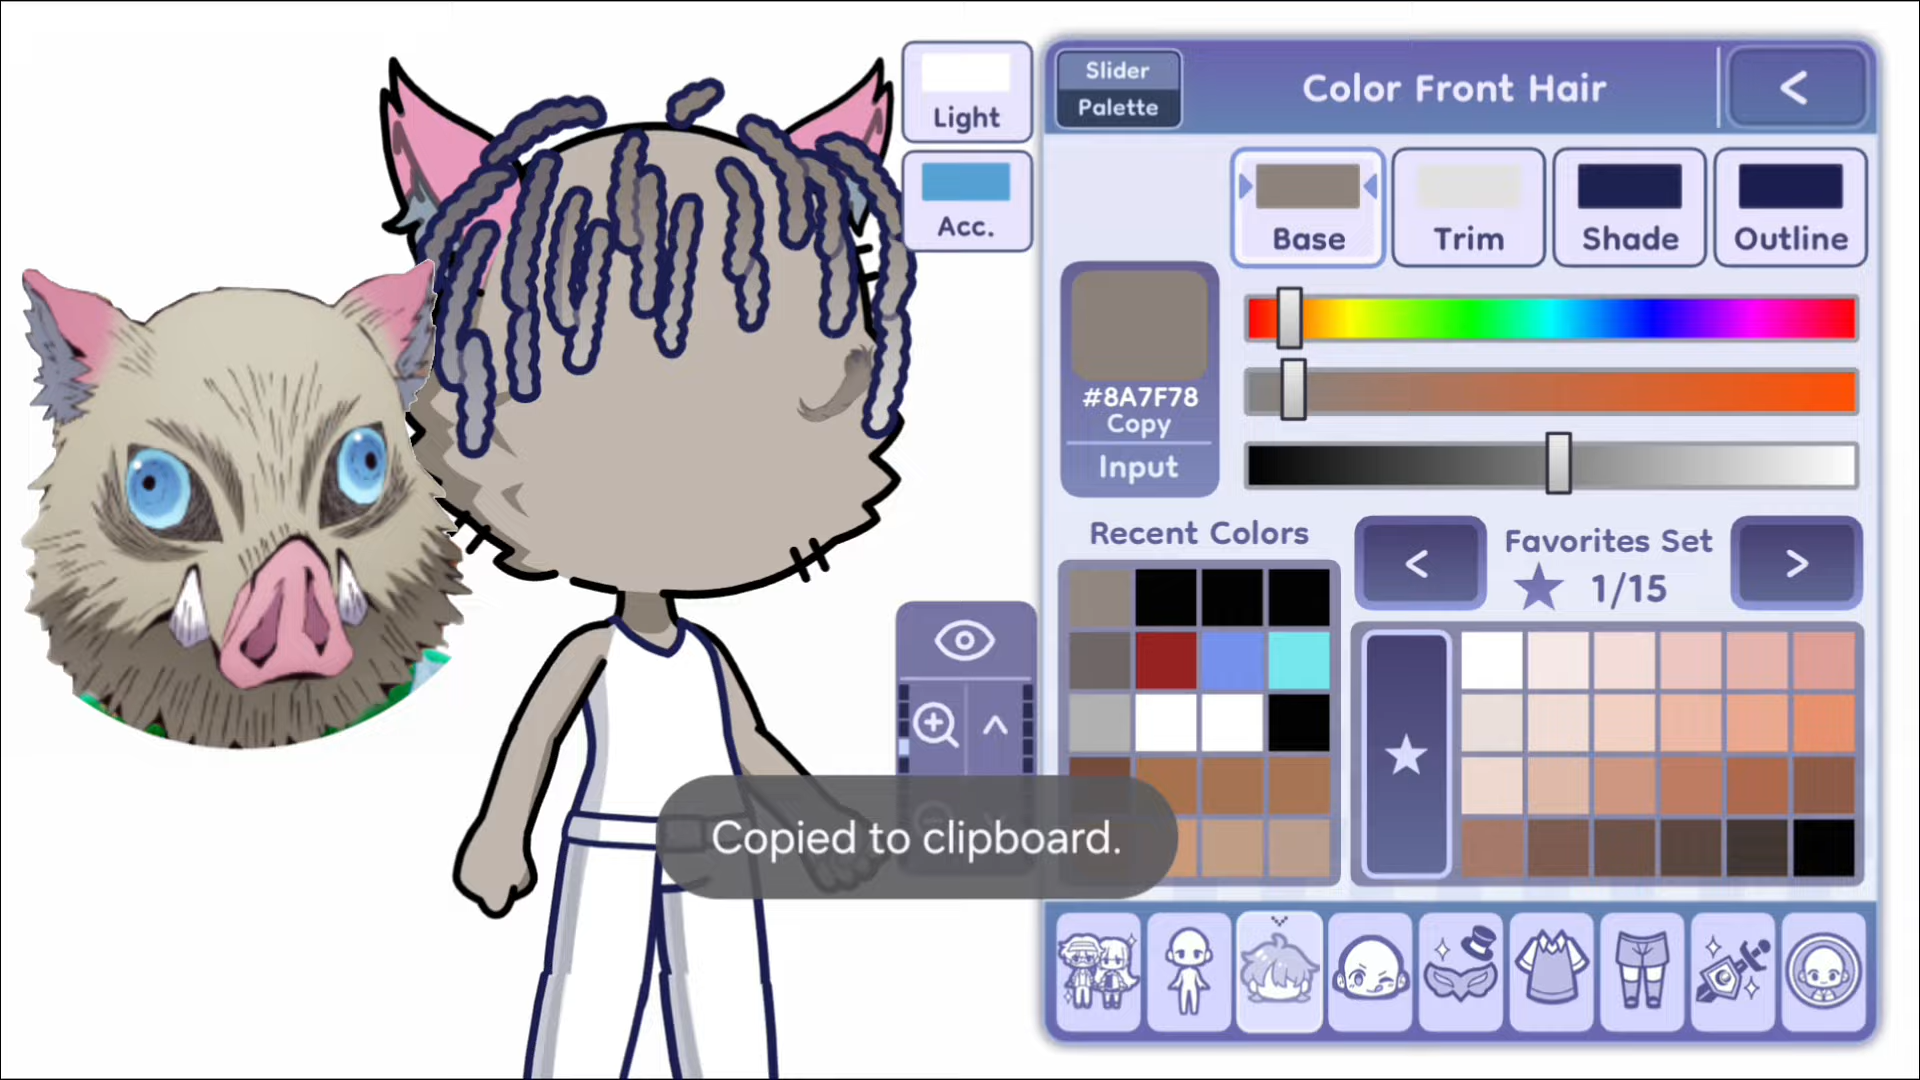 Light
Acc.
Slider
Palette
Color Front Hair
<
Base
Trim
Shade
Outline
#8A7F78
Copy
Input
Recent Colors
<
Favorites Set
1/15
>
Copied to clipboard.